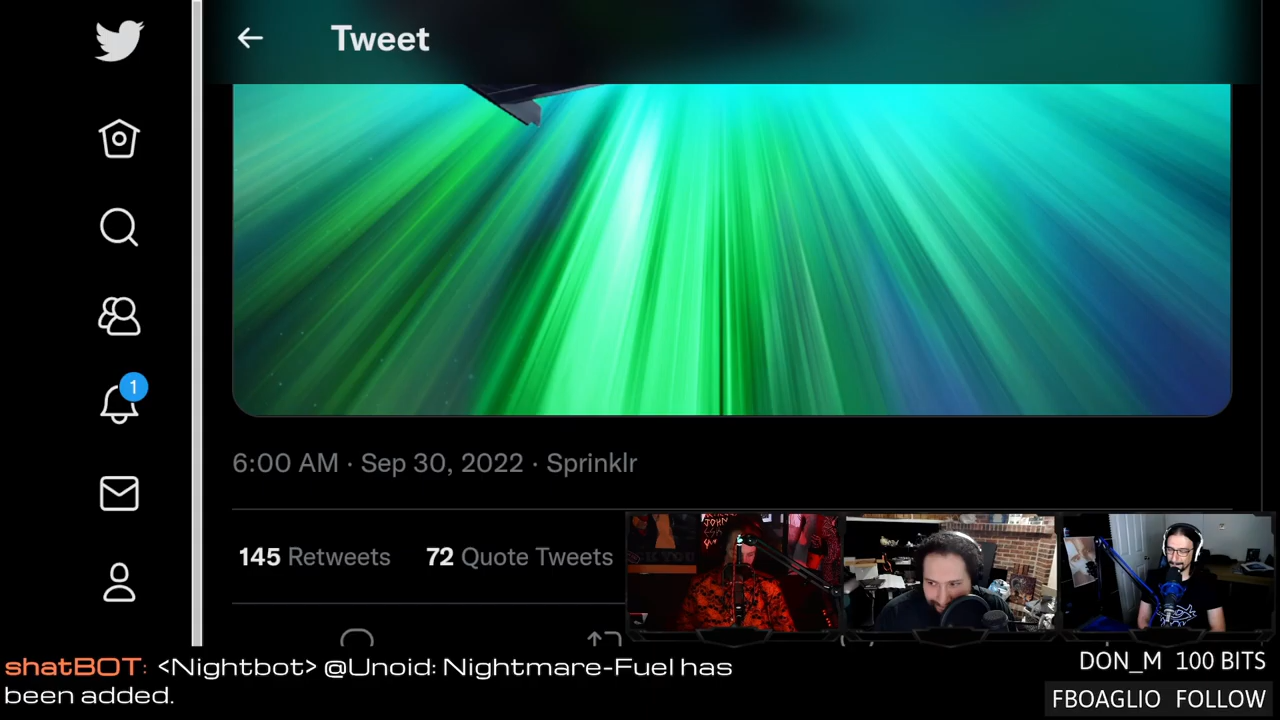 Tweet
1
6:00 AM · Sep 30, 2022 · Sprinklr
145 Retweets 72 Quote Tweets
JOHN
shatBOT: <Nightbot> @Unoid: Nightmare-Fuel has
been added.
DON_M 100 BITS
FBOAGLIO FOLLOW